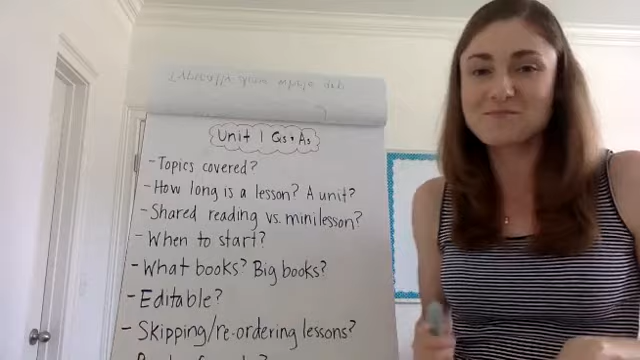 Unit 1 Qs + As
- Topics covered?
- How long is a lesson? A unit?
- Shared reading vs. minilesson?
- When to start?
- What books? Big books?
- Editable?
- Skipping/re-ordering lessons?